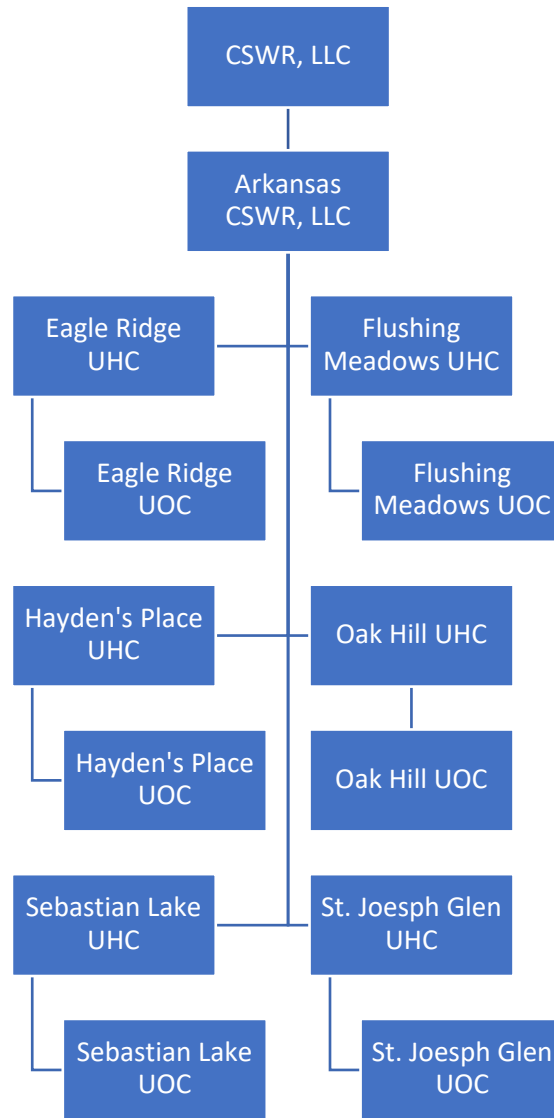 CSWR, LLC
Arkansas
CSWR, LLC
Eagle Ridge
UHC
Flushing
Meadows UHC
Eagle Ridge
UOC
Flushing
Meadows UOC
Hayden's Place
UHC
Oak Hill UHC
Hayden's Place
UOC
Oak Hill UOC
Sebastian Lake
UHC
St. Joesph Glen
UHC
Sebastian Lake
UOC
St. Joesph Glen
UOC